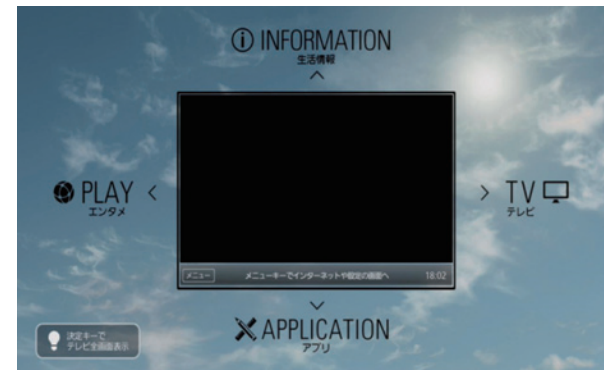 INFORMATION
生活情報
PLAY
エンタメ
TV
テレビ
メニュー メニューキーでインターネットや設定の画面へ 18:02
APPLICATION
アプリ
決定キーで
テレビ全画面表示